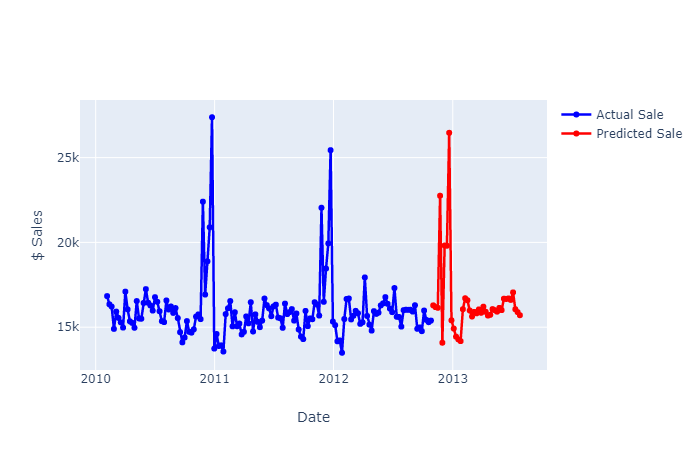 Actual Sale
Predicted Sale
25k
20k
15k
$ Sales
2010
2011
2012
2013
Date